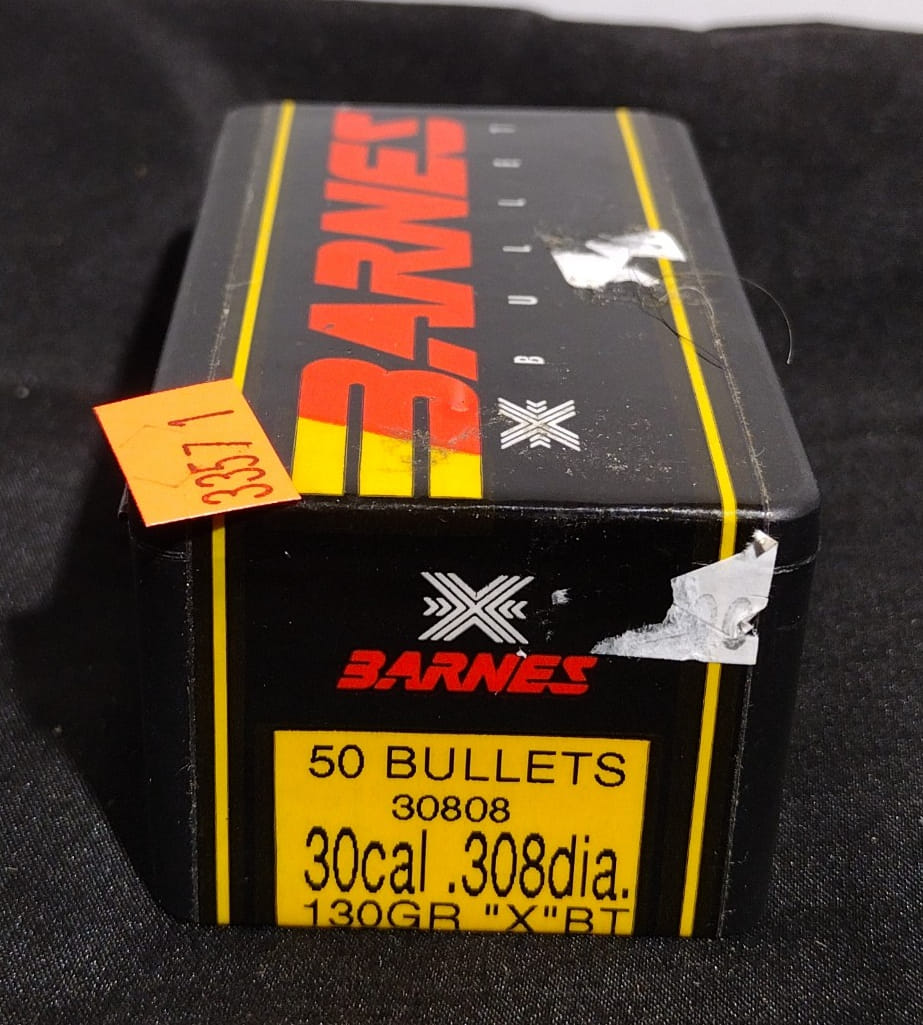 BARNES
X BULLET
33571
X
BARNES
50 BULLETS
30808
30cal .308dia.
130GR "X"BT